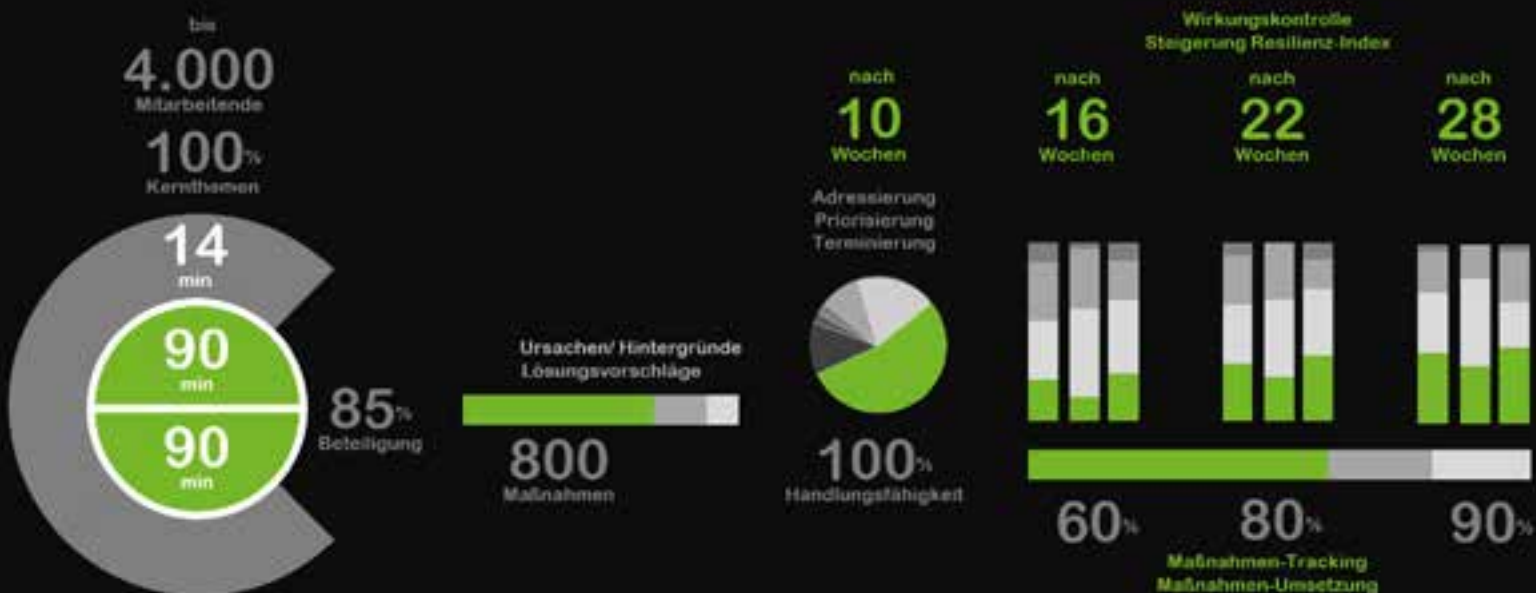 bis
4.000
Mitarbeitende
100%
Kernthemen
14
min
90
min
90
min
85%
Beteiligung
Ursachen/ Hintergründe
Lösungsvorschläge
800
Maßnahmen
nach
10
Wochen
Adressierung
Priorisierung
Terminierung
100%
Handlungsfähigkeit
Wirkungskontrolle
Steigerung Resilienz-Index
nach
16
Wochen
nach
22
Wochen
nach
28
Wochen
60%
80%
90%
Maßnahmen-Tracking
Maßnahmen-Umsetzung